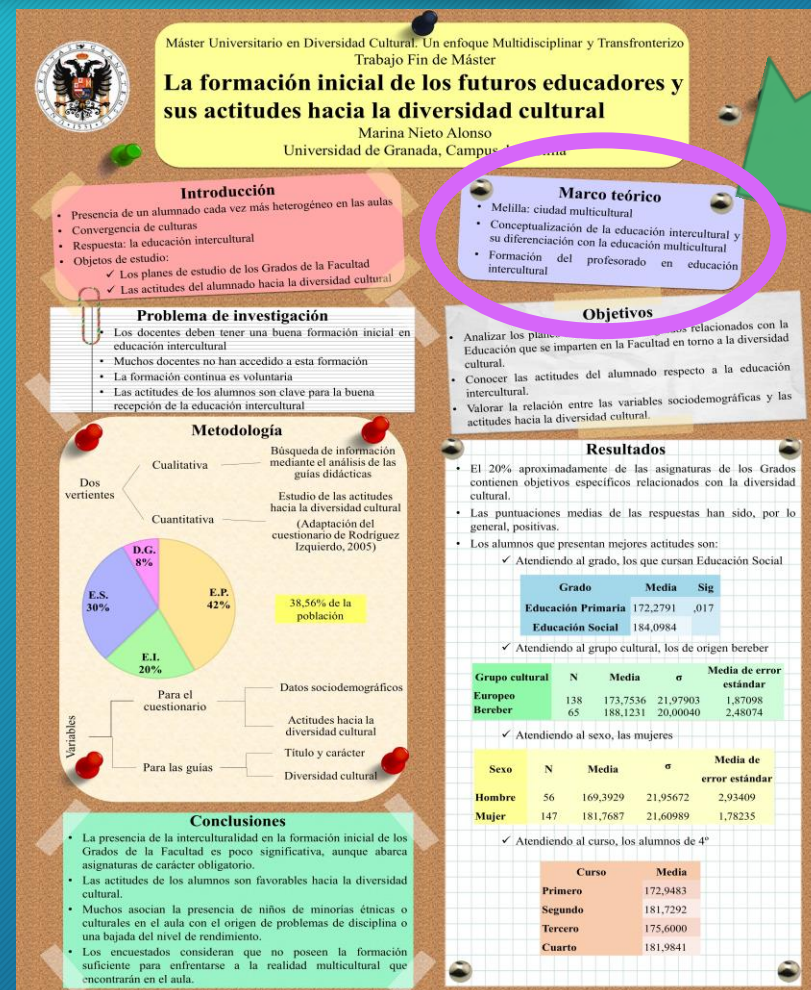 Máster Universitario en Diversidad Cultural. Un enfoque Multidisciplinar y Transfronterizo
Trabajo Fin de Máster
La formación inicial de los futuros educadores y
sus actitudes hacia la diversidad cultural
Marina Nieto Alonso
Universidad de Granada, Campus
Introducción
• Presencia de un alumnado cada vez más heterogéneo en las aulas
• Convergencia de culturas
• Respuesta: la educación intercultural
• Objetos de estudio:
✓ Los planes de estudio de los Grados de la Facultad
✓ Las actitudes del alumnado hacia la diversidad cultural
Marco teórico
• Melilla: ciudad multicultural
• Conceptualización de la educación intercultural y
su diferenciación con la educación multicultural
• Formación del profesorado en educación
intercultural
Problema de investigación
• Los docentes deben tener una buena formación inicial en
educación intercultural
• Muchos docentes no han accedido a esta formación
• La formación continua es voluntaria
• Las actitudes de los alumnos son clave para la buena
recepción de la educación intercultural
Objetivos
• Analizar los planes relacionados con la
Educación que se imparten en la Facultad en torno a la diversidad
cultural.
• Conocer las actitudes del alumnado respecto a la educación
intercultural.
• Valorar la relación entre las variables sociodemográficas y las
actitudes hacia la diversidad cultural.
Metodología
Dos
vertientes
Cualitativa
Búsqueda de información
mediante el análisis de las
guías didácticas
Cuantitativa
Estudio de las actitudes
hacia la diversidad cultural
(Adaptación del
cuestionario de Rodríguez
Izquierdo, 2005)
D.G.
8%
E.S.
30%
E.P.
42%
E.I.
20%
38,56% de la
población
Variables
Para el
cuestionario
Datos sociodemográficos
Actitudes hacia la
diversidad cultural
Para las guías
Título y carácter
Diversidad cultural
Conclusiones
• La presencia de la interculturalidad en la formación inicial de los
Grados de la Facultad es poco significativa, aunque abarca
asignaturas de carácter obligatorio.
• Las actitudes de los alumnos son favorables hacia la diversidad
cultural.
• Muchos asocian la presencia de niños de minorías étnicas o
culturales en el aula con el origen de problemas de disciplina o
una bajada del nivel de rendimiento.
• Los encuestados consideran que no poseen la formación
suficiente para enfrentarse a la realidad multicultural que
encontrarán en el aula.
Resultados
• El 20% aproximadamente de las asignaturas de los Grados
contienen objetivos específicos relacionados con la diversidad
cultural.
• Las puntuaciones medias de las respuestas han sido, por lo
general, positivas.
• Los alumnos que presentan mejores actitudes son:
✓ Atendiendo al grado, los que cursan Educación Social
Grado Media Sig
Educación Primaria 172,2791 ,017
Educación Social 184,0984
✓ Atendiendo al grupo cultural, los de origen bereber
Grupo cultural N Media σ Media de error
estándar
Europeo 138 173,7536 21,97903 1,87098
Bereber 65 188,1231 20,00040 2,48074
✓ Atendiendo al sexo, las mujeres
Sexo N Media σ Media de
error estándar
Hombre 56 169,3929 21,95672 2,93409
Mujer 147 181,7687 21,60989 1,78235
✓ Atendiendo al curso, los alumnos de 4º
Curso Media
Primero 172,9483
Segundo 181,7292
Tercero 175,6000
Cuarto 181,9841